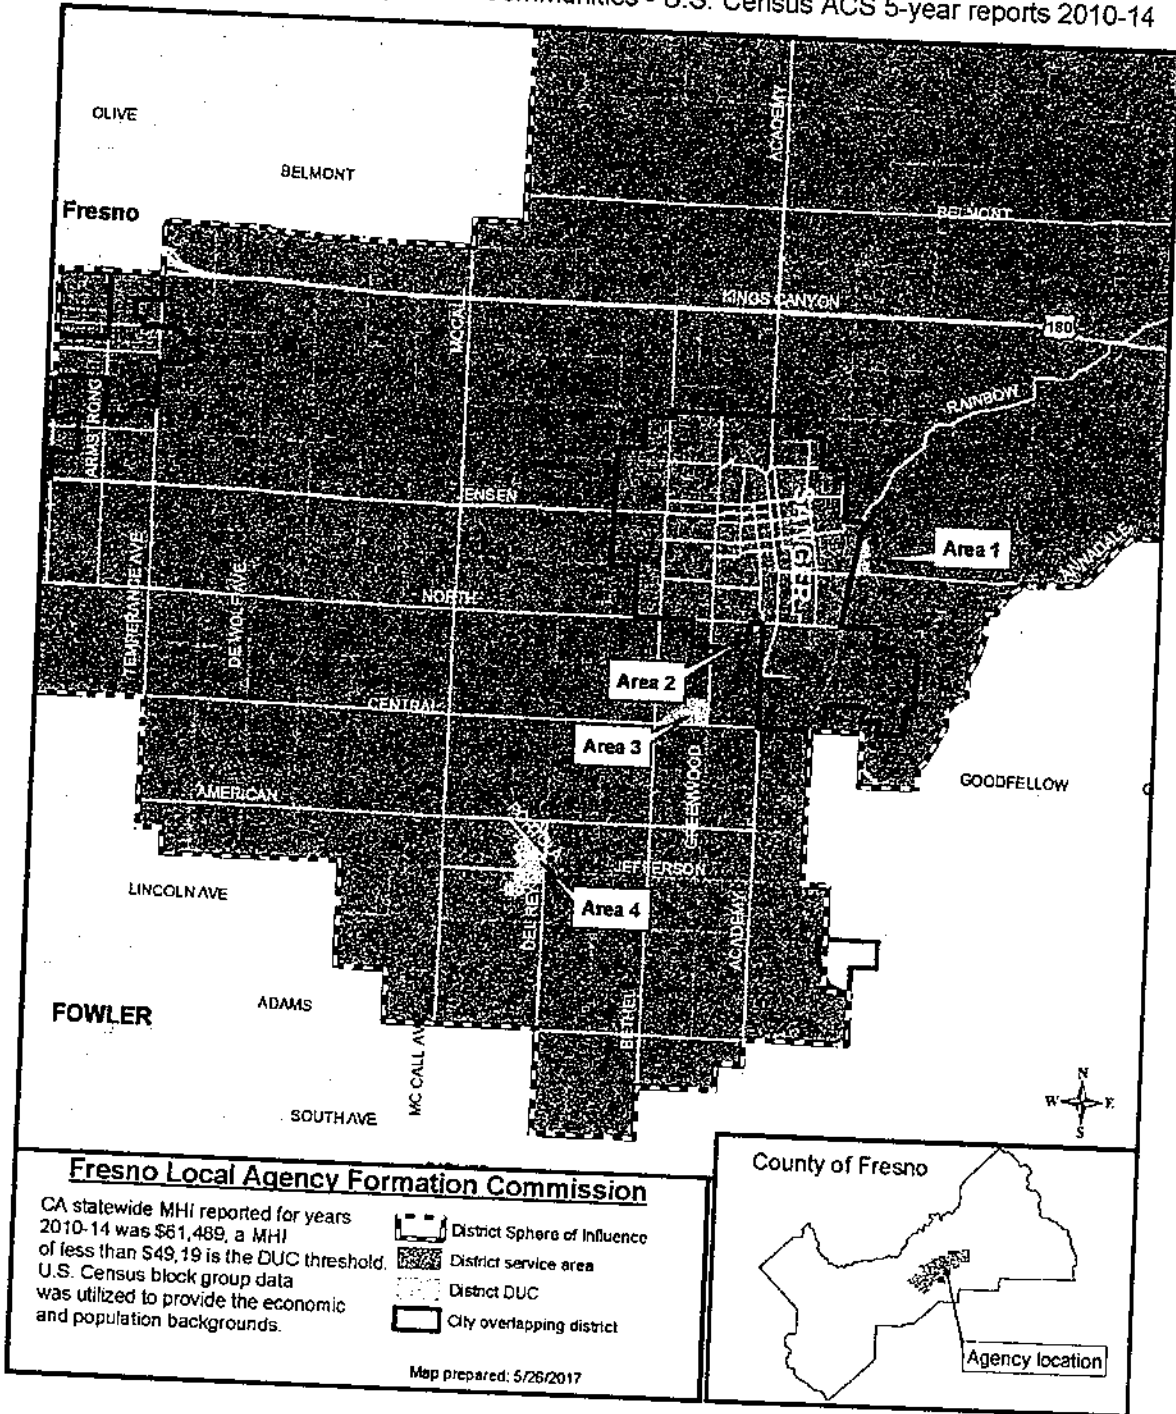 U.S. Census ACS 5-year reports 2010-14
OLIVE
BELMONT
ACADEMY
Fresno
BELMONT
KINGS CANYON
180
MCCALL
RAINBOW
ARMSTRONG
JENSEN
SANGER
Area 1
ANNADALE
TEMPERANCE AVE
DE WOLF AVE
NORTH
Area 2
CENTRAL
Area 3
GREENWOOD
GOODFELLOW
AMERICAN
JEFFERSON
LINCOLN AVE
DEL REY
Area 4
ACADEMY
FOWLER
ADAMS
BETHEL
MC CALL AV
SOUTH AVE
N
W E
S
Fresno Local Agency Formation Commission
CA statewide MHI reported for years
2010-14 was $61,489, a MHI
of less than $49,19 is the DUC threshold.
U.S. Census block group data
was utilized to provide the economic
and population backgrounds.
District Sphere of Influence
District service area
District DUC
City overlapping district
Map prepared: 5/26/2017
County of Fresno
Agency location